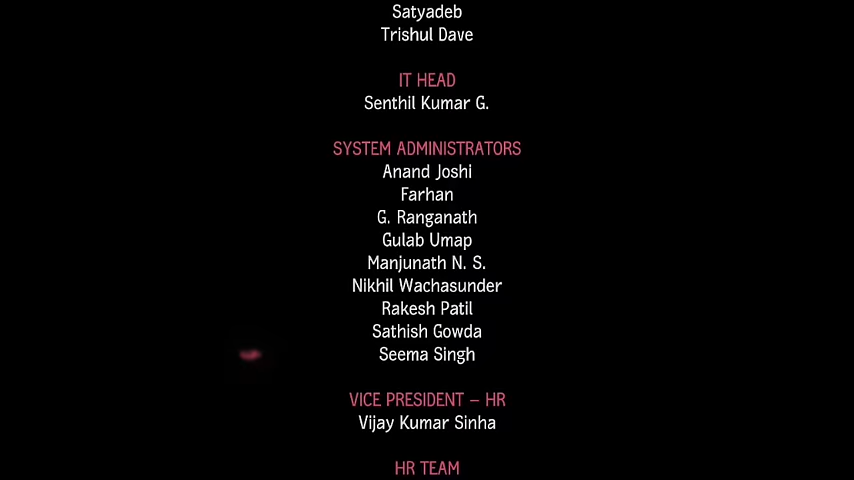 Satyadeb
Trishul Dave
IT HEAD
Senthil Kumar G.
SYSTEM ADMINISTRATORS
Anand Joshi
Farhan
G. Ranganath
Gulab Umap
Manjunath N. S.
Nikhil Wachasunder
Rakesh Patil
Sathish Gowda
Seema Singh
VICE PRESIDENT – HR
Vijay Kumar Sinha
HR TEAM